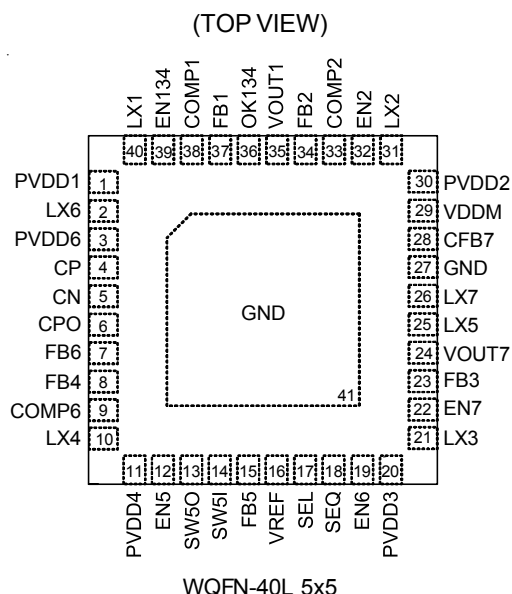 (TOP VIEW)
LX1 EN134 COMP1 FB1 OK134 VOUT1 FB2 COMP2 EN2 LX2
40 39 38 37 36 35 34 33 32 31
PVDD1 1 30 PVDD2
LX6 2 29 VDDM
PVDD6 3 28 CFB7
CP 4 27 GND
CN 5 26 LX7
GND
CPO 6 25 LX5
FB6 7 24 VOUT7
FB4 8 23 FB3
41
COMP6 9 22 EN7
LX4 10 21 LX3
11 12 13 14 15 16 17 18 19 20
PVDD4 EN5 SW5O SW5I FB5 VREF SEL SEQ EN6 PVDD3
WQFN-40L 5x5